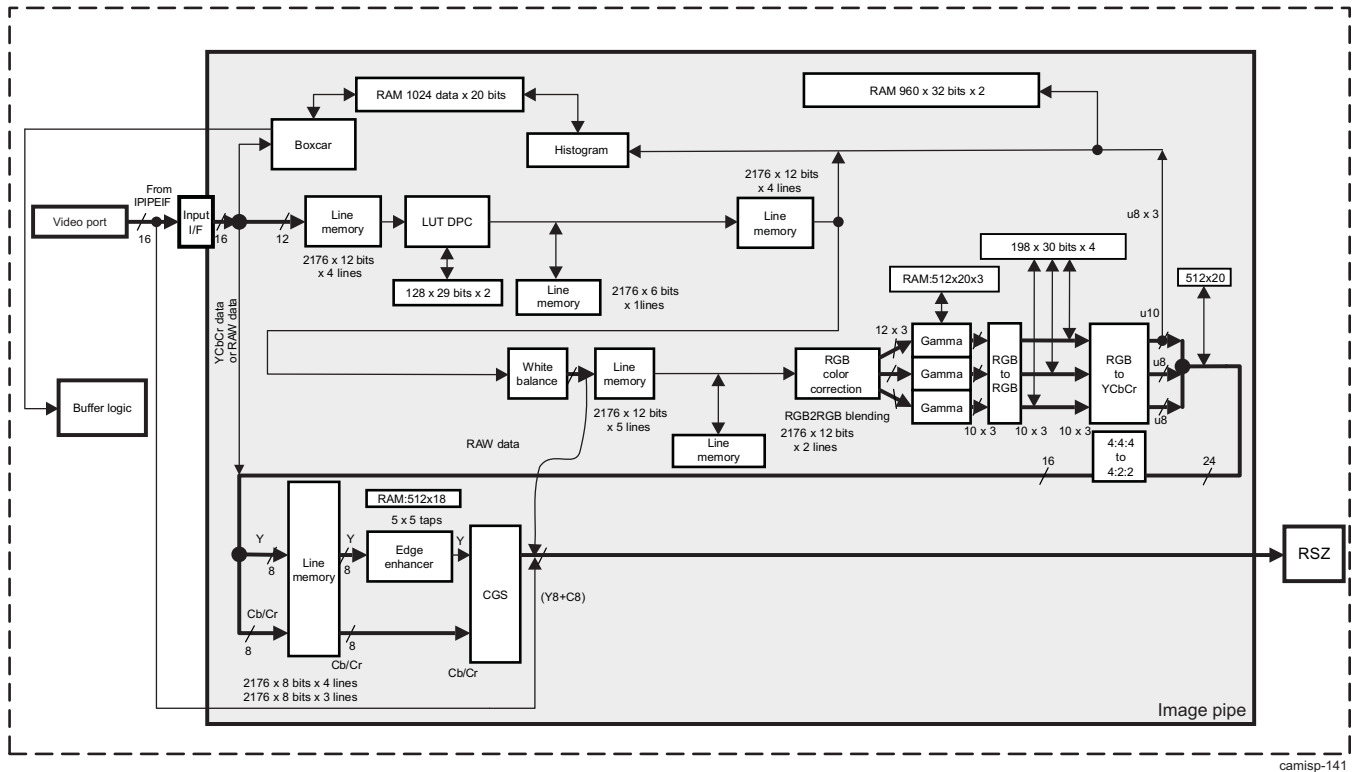 RAM 1024 data x 20 bits
RAM 960 x 32 bits x 2
Boxcar
Histogram
2176 x 12 bits
x 4 lines
From
IPIPEIF
Video port
16
Input
I/F
16
12
Line
memory
LUT DPC
Line
memory
2176 x 12 bits
x 4 lines
128 x 29 bits x 2
Line
memory
2176 x 6 bits
x 1lines
u8 x 3
198 x 30 bits x 4
RAM:512x20x3
512x20
YCbCr data
or RAW data
u10
12 x 3
Gamma
White
balance
Line
memory
RGB
color
correction
Gamma
RGB
to
RGB
RGB
to
YCbCr
u8
Buffer logic
Gamma
u8
2176 x 12 bits
x 5 lines
RGB2RGB blending
10 x 3
10 x 3
10 x 3
RAW data
Line
memory
2176 x 12 bits
x 2 lines
4:4:4
to
4:2:2
16
24
RAM:512x18
5 x 5 taps
Y
8
Line
memory
Y
8
Edge
enhancer
Y
CGS
RSZ
(Y8+C8)
Cb/Cr
8
8
Cb/Cr
Cb/Cr
2176 x 8 bits x 4 lines
2176 x 8 bits x 3 lines
Image pipe
camisp-141